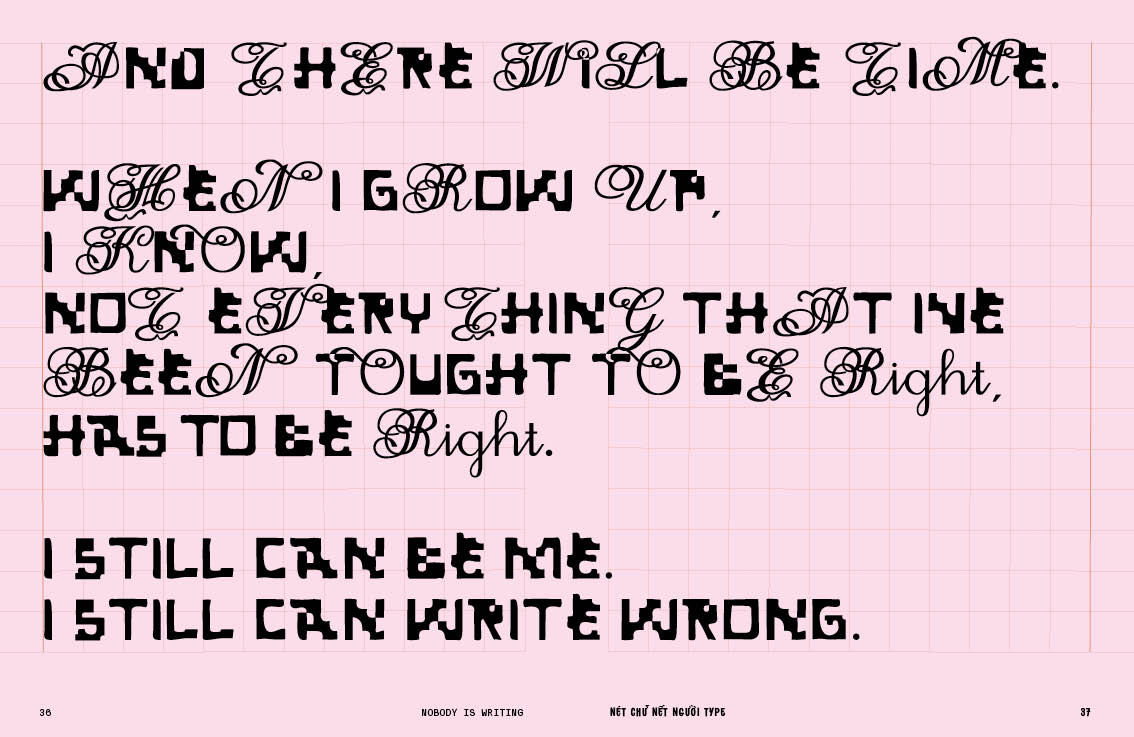 AND THERE WILL BE TIME.
WHEN I GROW UP,
I KNOW,
NOT EVERYTHING THAT IVE
BEEN TOUGHT TO BE Right,
HAS TO BE Right.
I STILL CAN BE ME.
I STILL CAN WRITE WRONG.
36 NOBODY IS WRITING NÉT CHỮ NẾT NGƯỜI TYPE 37